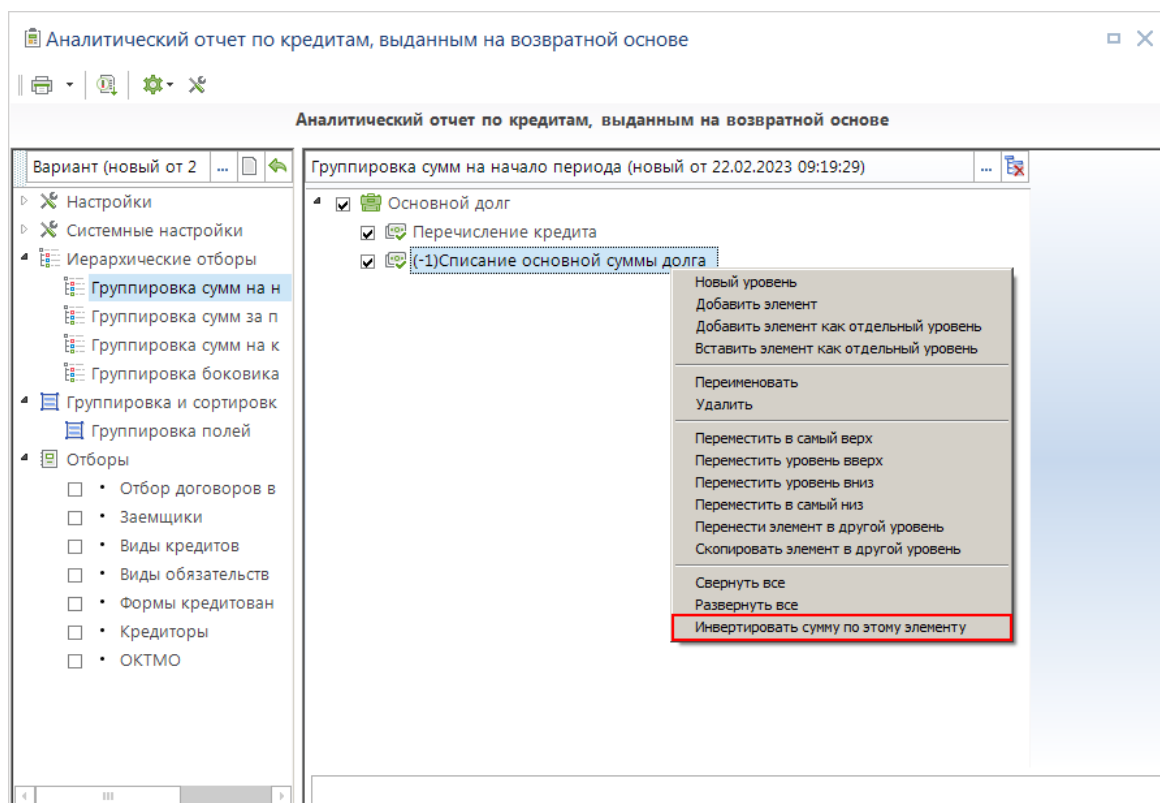 Аналитический отчет по кредитам, выданным на возвратной основе
Аналитический отчет по кредитам, выданным на возвратной основе
Вариант (новый от 2 ...
Настройки
Системные настройки
Иерархические отборы
Группировка сумм на н
Группировка сумм за п
Группировка сумм на к
Группировка боковика
Группировка и сортировк
Группировка полей
Отборы
Отбор договоров в
Заемщики
Виды кредитов
Виды обязательств
Формы кредитован
Кредиторы
ОКТМО
Группировка сумм на начало периода (новый от 22.02.2023 09:19:29) ...
Основной долг
Перечисление кредита
(-1)Списание основной суммы долга
Новый уровень
Добавить элемент
Добавить элемент как отдельный уровень
Вставить элемент как отдельный уровень
Переименовать
Удалить
Переместить в самый верх
Переместить уровень вверх
Переместить уровень вниз
Переместить в самый низ
Перенести элемент в другой уровень
Скопировать элемент в другой уровень
Свернуть все
Развернуть все
Инвертировать сумму по этому элементу